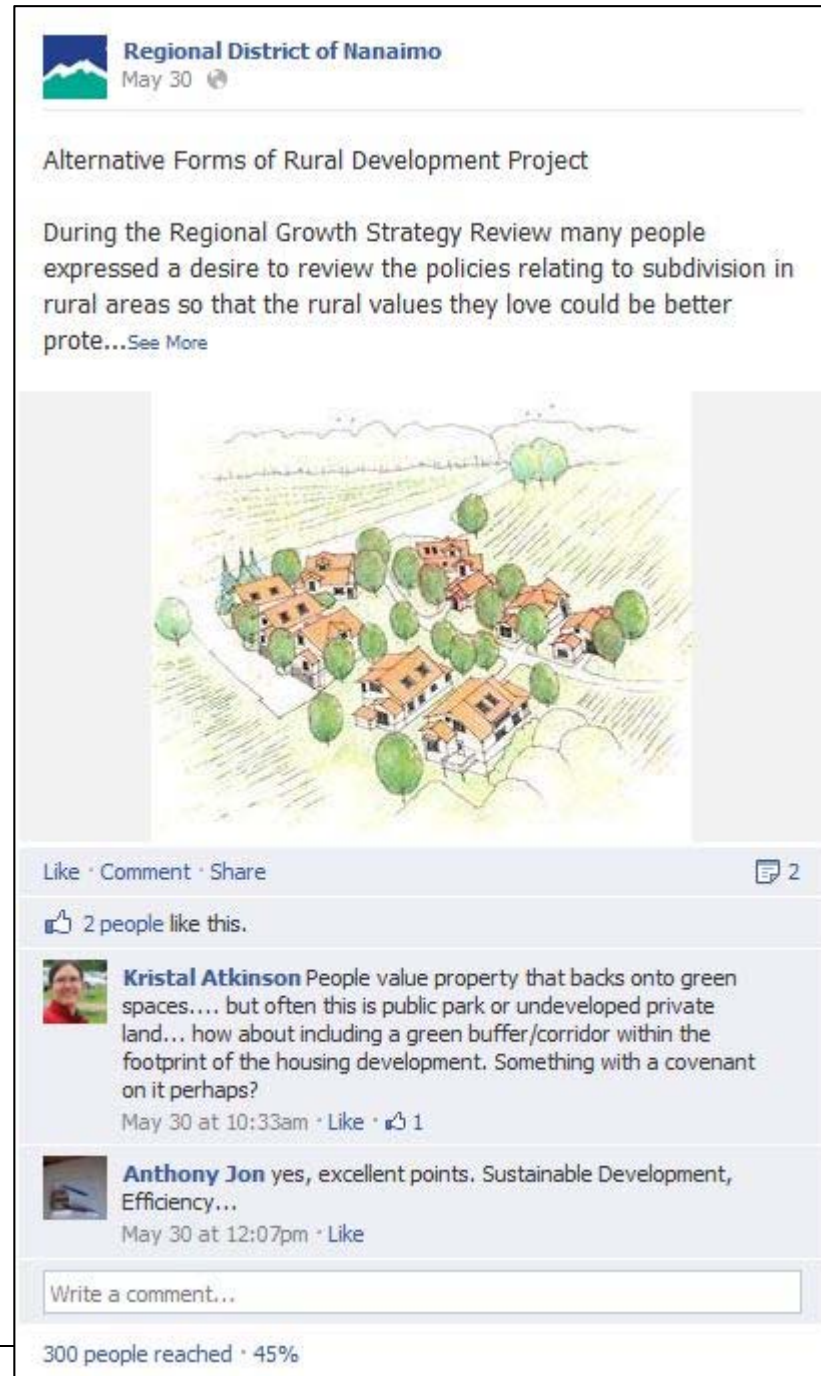 Regional District of Nanaimo
May 30
Alternative Forms of Rural Development Project
During the Regional Growth Strategy Review many people
expressed a desire to review the policies relating to subdivision in
rural areas so that the rural values they love could be better
prote...See More
Like · Comment · Share 2
2 people like this.
Kristal Atkinson People value property that backs onto green
spaces.... but often this is public park or undeveloped private
land... how about including a green buffer/corridor within the
footprint of the housing development. Something with a covenant
on it perhaps?
May 30 at 10:33am · Like · 1
Anthony Jon yes, excellent points. Sustainable Development,
Efficiency...
May 30 at 12:07pm · Like
Write a comment...
300 people reached · 45%